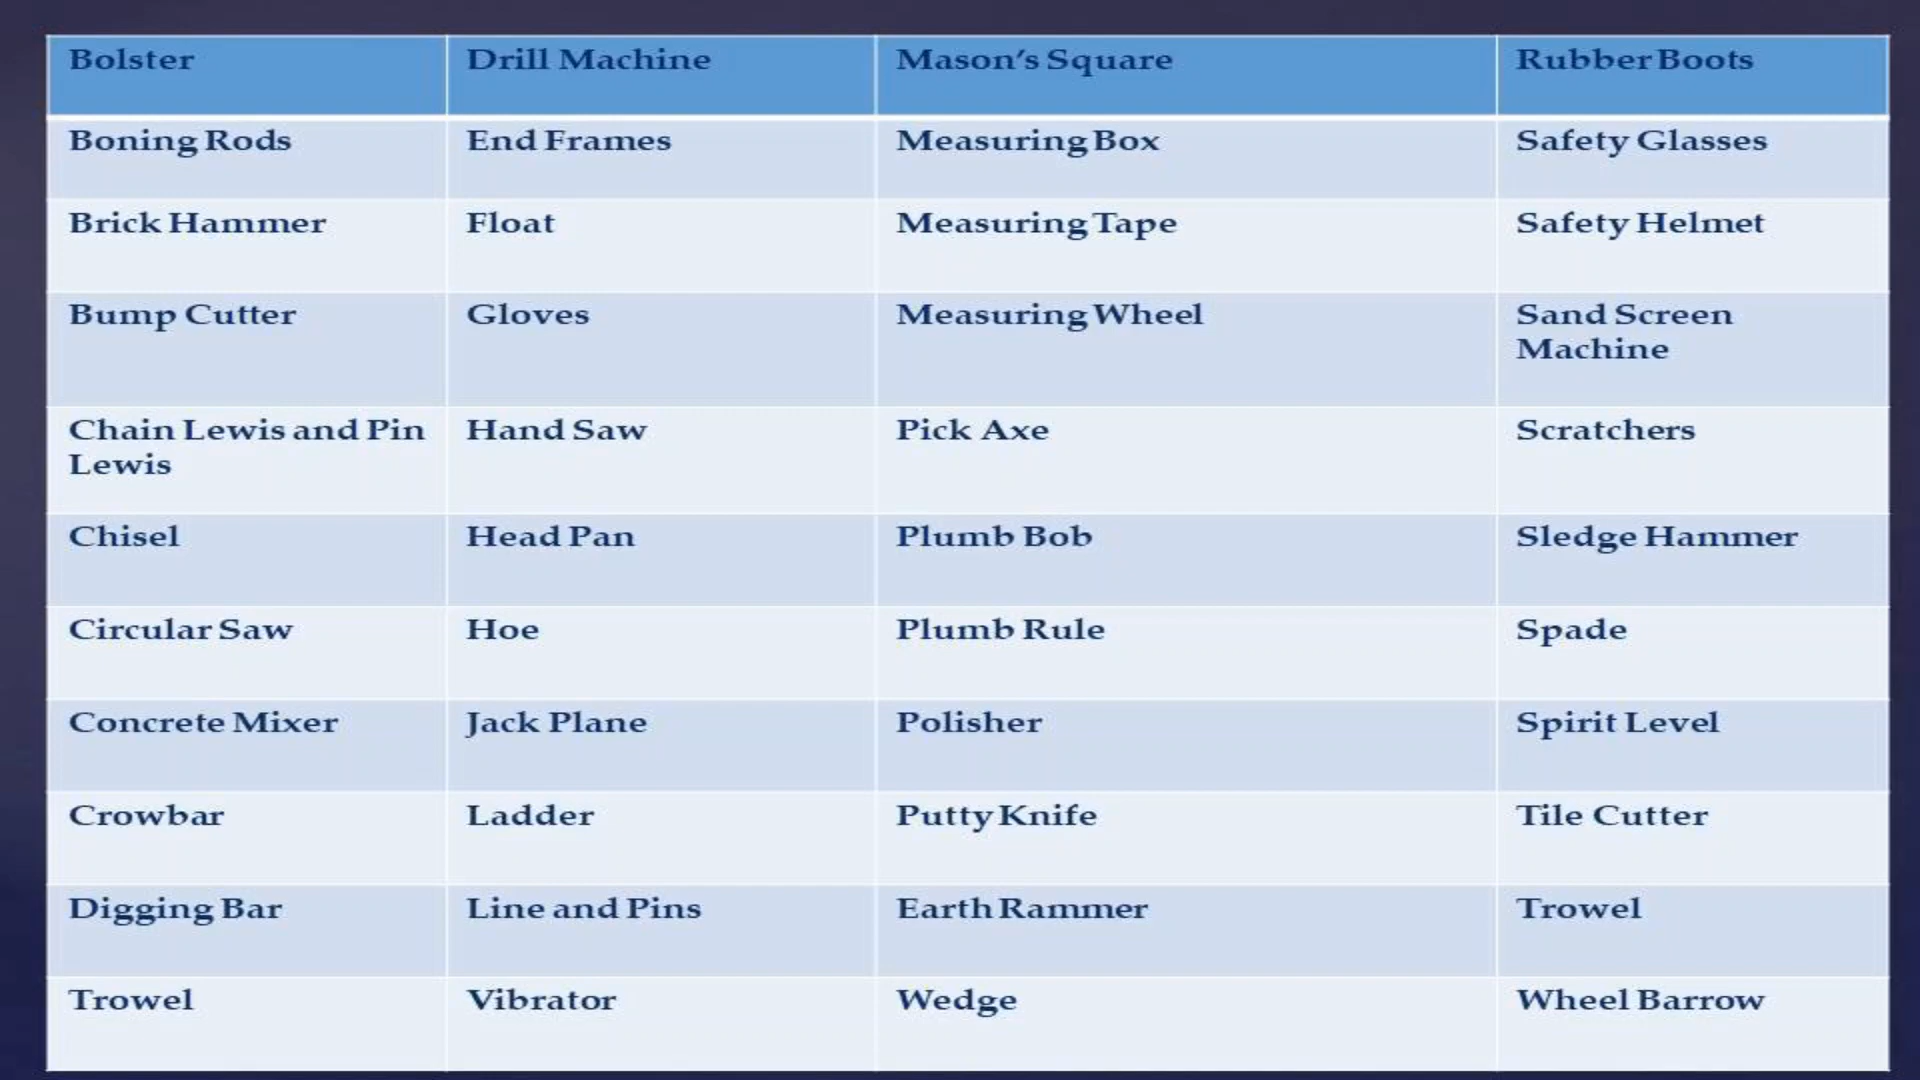 Bolster Drill Machine Mason's Square Rubber Boots
Boning Rods End Frames Measuring Box Safety Glasses
Brick Hammer Float Measuring Tape Safety Helmet
Bump Cutter Gloves Measuring Wheel Sand Screen
Machine
Chain Lewis and Pin Hand Saw Pick Axe Scratchers
Lewis
Chisel Head Pan Plumb Bob Sledge Hammer
Circular Saw Hoe Plumb Rule Spade
Concrete Mixer Jack Plane Polisher Spirit Level
Crowbar Ladder Putty Knife Tile Cutter
Digging Bar Line and Pins Earth Rammer Trowel
Trowel Vibrator Wedge Wheel Barrow